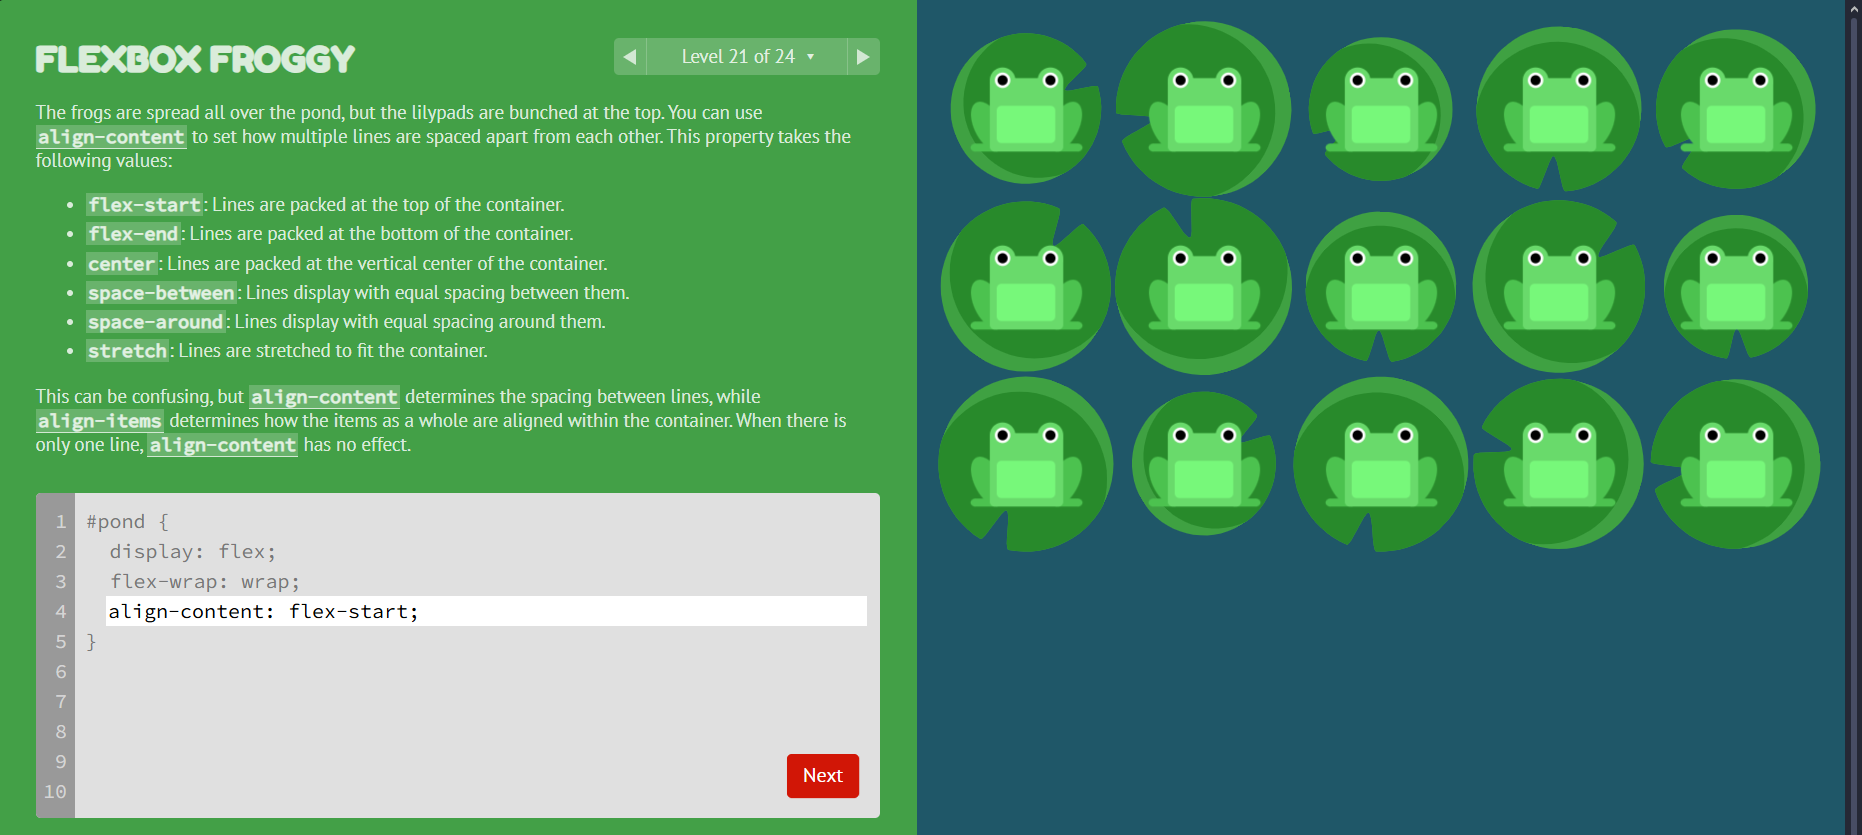 FLEXBOX FROGGY
◀ Level 21 of 24 ▾ ▶
The frogs are spread all over the pond, but the lilypads are bunched at the top. You can use
align-content to set how multiple lines are spaced apart from each other. This property takes the
following values:
• flex-start: Lines are packed at the top of the container.
• flex-end: Lines are packed at the bottom of the container.
• center: Lines are packed at the vertical center of the container.
• space-between: Lines display with equal spacing between them.
• space-around: Lines display with equal spacing around them.
• stretch: Lines are stretched to fit the container.
This can be confusing, but align-content determines the spacing between lines, while
align-items determines how the items as a whole are aligned within the container. When there is
only one line, align-content has no effect.
1 #pond {
2 display: flex;
3 flex-wrap: wrap;
4 align-content: flex-start;
5 }
6
7
8
9
10
Next